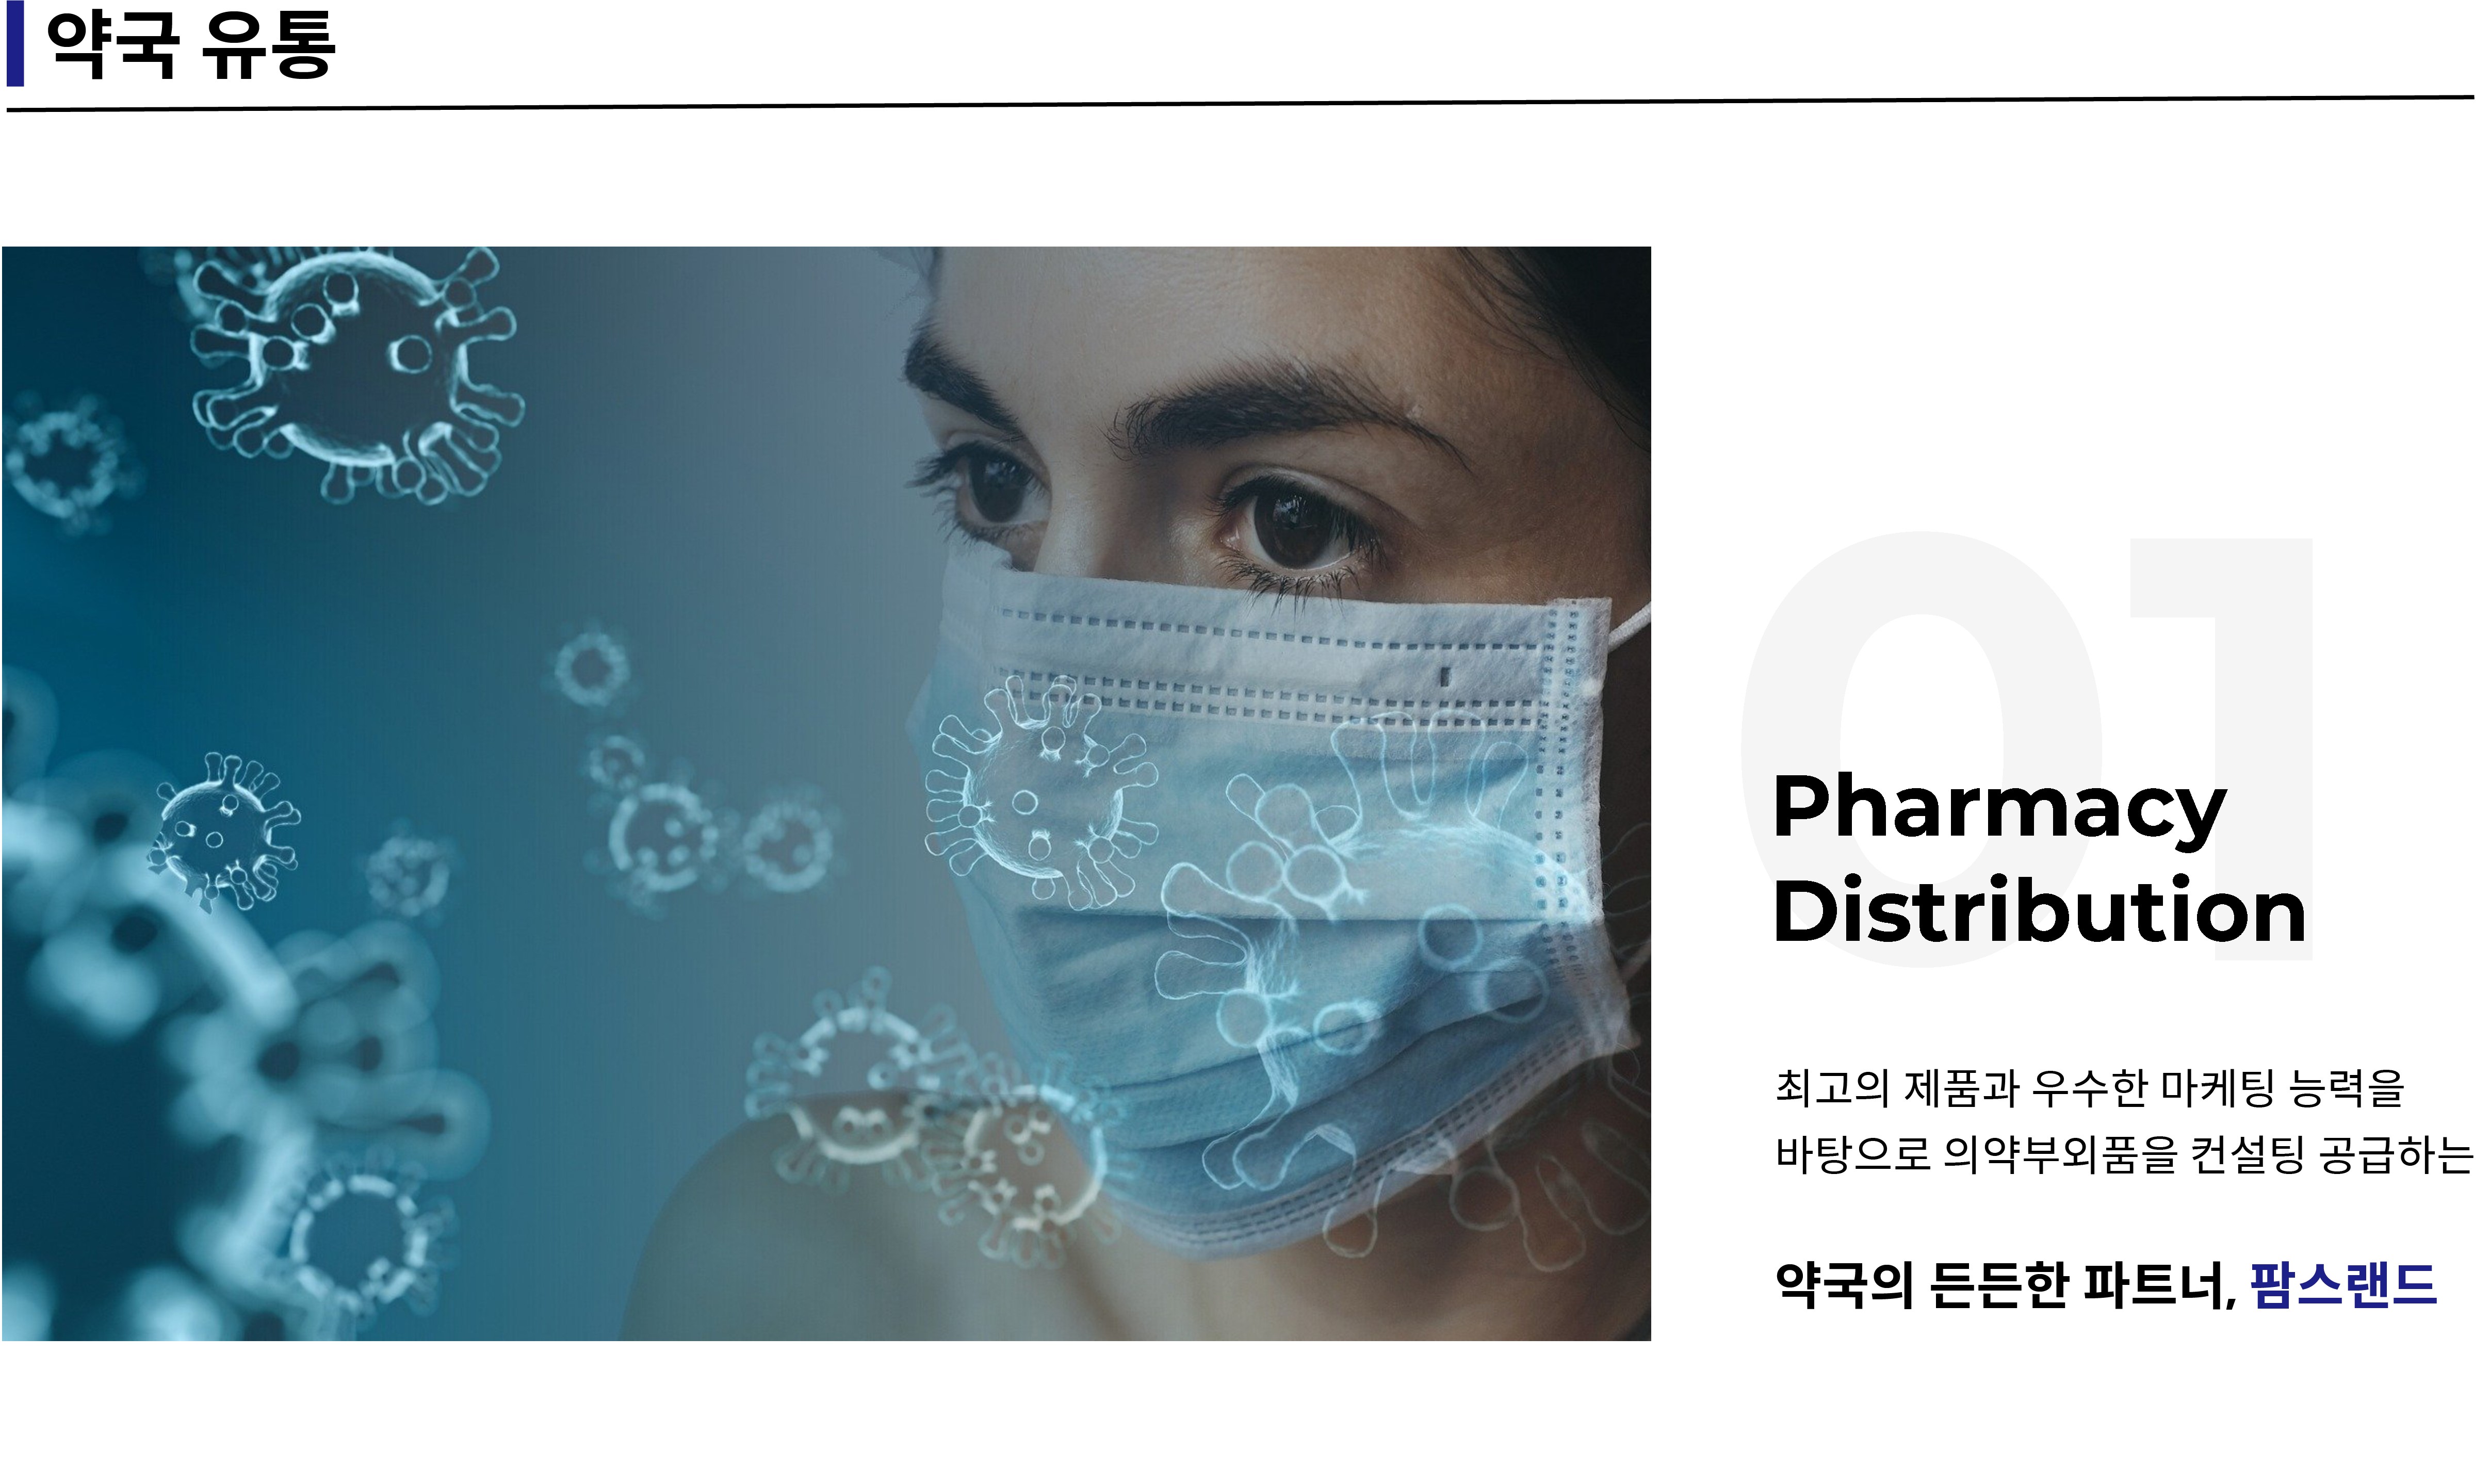 약국 유통
01
Pharmacy
Distribution
최고의 제품과 우수한 마케팅 능력을
바탕으로 의약부외품을 컨설팅 공급하는
약국의 든든한 파트너, 팜스랜드